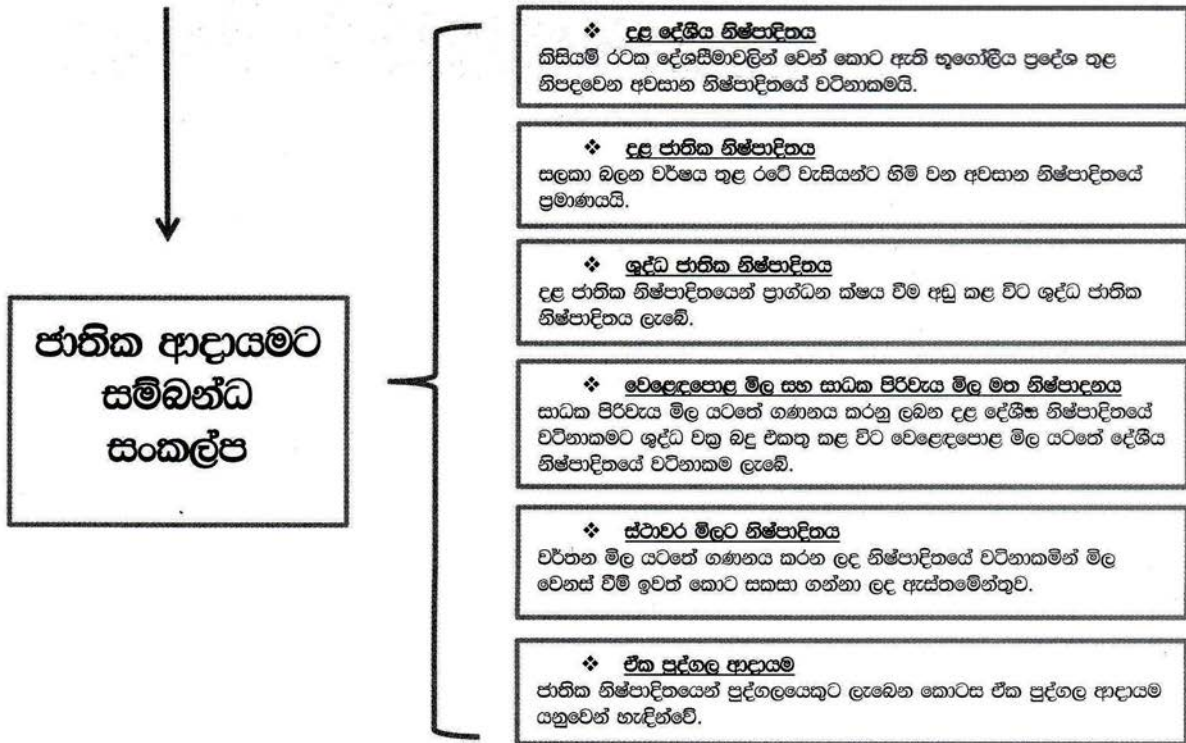 ජාතික ආදායමට
සම්බන්ධ
සංකල්ප
❖ දළ දේශීය නිෂ්පාදිතය
කිසියම් රටක දේශසීමාවලින් වෙන් කොට ඇති භූගෝලීය ප්‍රදේශ තුළ
නිපදවෙන අවසාන නිෂ්පාදිතයේ වටිනාකමයි.
❖ දළ ජාතික නිෂ්පාදිතය
සලකා බලන වර්ෂය තුළ රටේ වැසියන්ට හිමි වන අවසාන නිෂ්පාදිතයේ
ප්‍රමාණයයි.
❖ ශුද්ධ ජාතික නිෂ්පාදිතය
දළ ජාතික නිෂ්පාදිතයෙන් ප්‍රාග්ධන ක්ෂය වීම අඩු කළ විට ශුද්ධ ජාතික
නිෂ්පාදිතය ලැබේ.
❖ වෙළෙඳපොළ මිල සහ සාධක පිරිවැය මිල මත නිෂ්පාදනය
සාධක පිරිවැය මිල යටතේ ගණනය කරනු ලබන දළ දේශීය නිෂ්පාදිතයේ
වටිනාකමට ශුද්ධ වක්‍ර බදු එකතු කළ විට වෙළෙඳපොළ මිල යටතේ දේශීය
නිෂ්පාදිතයේ වටිනාකම ලැබේ.
❖ ස්ථාවර මිලට නිෂ්පාදිතය
වර්තන මිල යටතේ ගණනය කරන ලද නිෂ්පාදිතයේ වටිනාකමින් මිල
වෙනස් වීම් ඉවත් කොට සකසා ගන්නා ලද ඇස්තමේන්තුව.
❖ ඒක පුද්ගල ආදායම
ජාතික නිෂ්පාදිතයෙන් පුද්ගලයෙකුට ලැබෙන කොටස ඒක පුද්ගල ආදායම
යනුවෙන් හැඳින්වේ.